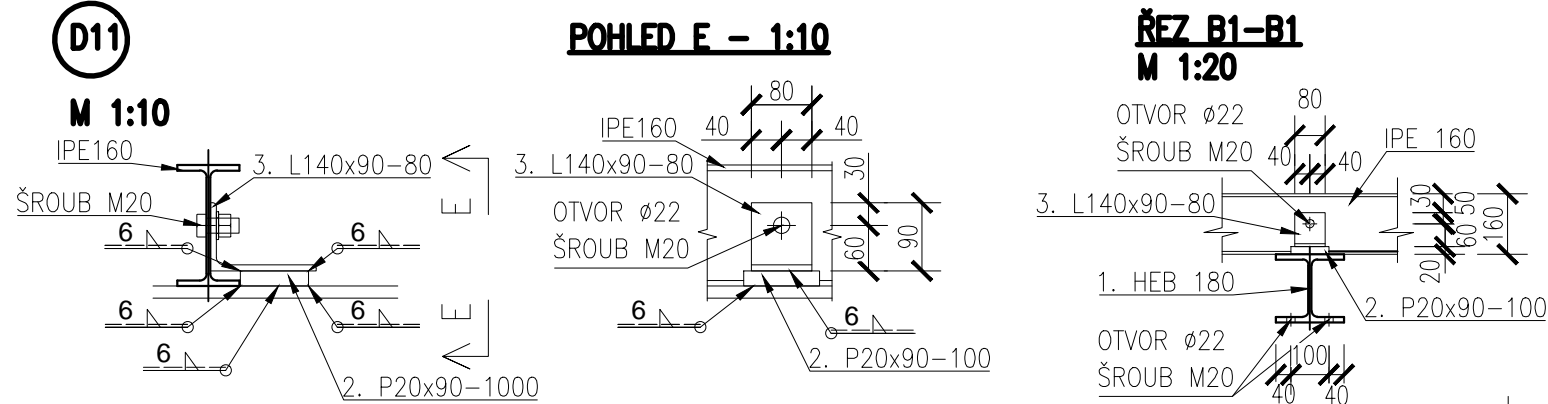 D11
M 1:10
IPE160
3. L140x90-80
ŠROUB M20
E
E
6
6
6
6
6
2. P20x90-1000
POHLED E - 1:10
80
IPE160
40
40
3. L140x90-80
30
OTVOR ø22
ŠROUB M20
60
90
6
6
2. P20x90-100
ŘEZ B1-B1
M 1:20
OTVOR ø22
80
ŠROUB M20
40
40
IPE 160
3. L140x90-80
30
50
60
160
20
1. HEB 180
2. P20x90-100
OTVOR ø22
ŠROUB M20
100
40
40